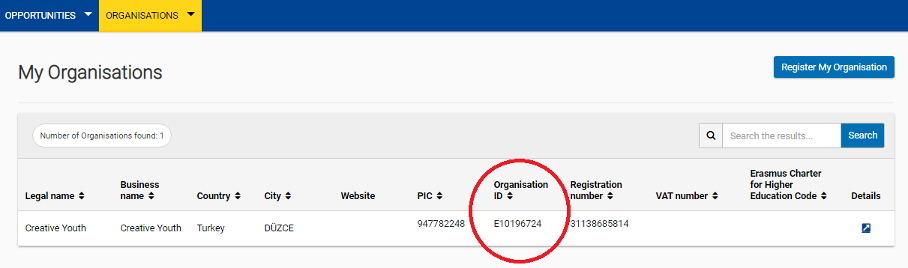 OPPORTUNITIES ORGANISATIONS
My Organisations
Register My Organisation
Number of Organisations found: 1
Search the results...
Search
Legal name
Business name
Country
City
Website
PIC
Organisation ID
Registration number
VAT number
Erasmus Charter for Higher Education Code
Details
Creative Youth Creative Youth Turkey DÜZCE 947782248 E10196724 31138685814